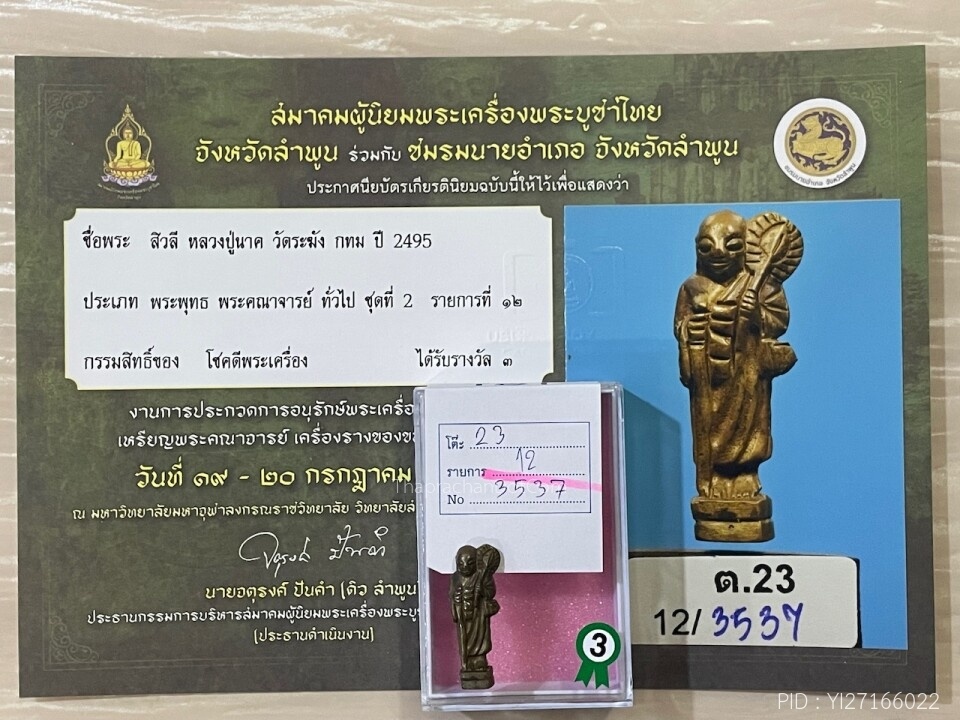 สมาคมผู้นิยมพระเครื่องพระบูชาไทย
จังหวัดลำพูน ร่วมกับ ชมรมนายอำเภอ จังหวัดลำพูน
ประกาศนียบัตรเกียรตินิยมฉบับนี้ให้ไว้เพื่อแสดงว่า
ชื่อพระ สิวลี หลวงปู่นาค วัดระฆัง กทม ปี 2495
ประเภท พระพุทธ พระคณาจารย์ ทั่วไป ชุดที่ 2 รายการที่ ๑๒
กรรมสิทธิ์ของ โชคดีพระเครื่อง ได้รับรางวัล ๓
งานการประกวดการอนุรักษ์พระเครื่อ
เหรียญพระคณาจารย์ เครื่องรางของข
วันที่ ๑๙ - ๒๐ กรกฎาคม
ณ มหาวิทยาลัยมหาจุฬาลงกรณราชวิทยาลัย วิทยาลัยส
นายจตุรงค์ ปันคำ (ดิว ลำพูน
ประธานกรรมการบริหารสมาคมผู้นิยมพระเครื่องพระบู
(ประธานดำเนินงาน)
โต๊ะ 23
รายการ 12
No 3537
Thaprachan
3
ต.23
12/3537
PID : YI27166022